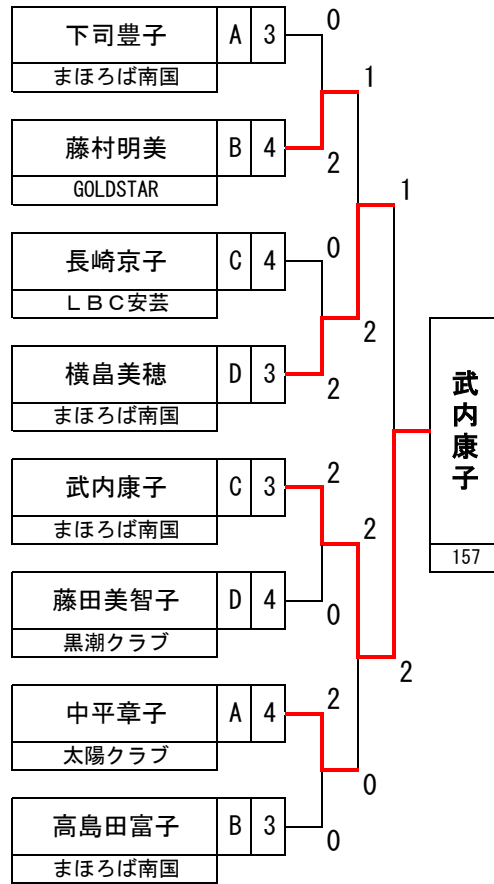 下司豊子 A 3
まほろば南国
0
1
藤村明美 B 4
GOLDSTAR
2
1
長崎京子 C 4
ＬＢＣ安芸
0
2
横畠美穂 D 3
まほろば南国
2
武内康子
157
武内康子 C 3
まほろば南国
2
2
藤田美智子 D 4
黒潮クラブ
0
2
中平章子 A 4
太陽クラブ
2
0
高島田富子 B 3
まほろば南国
0